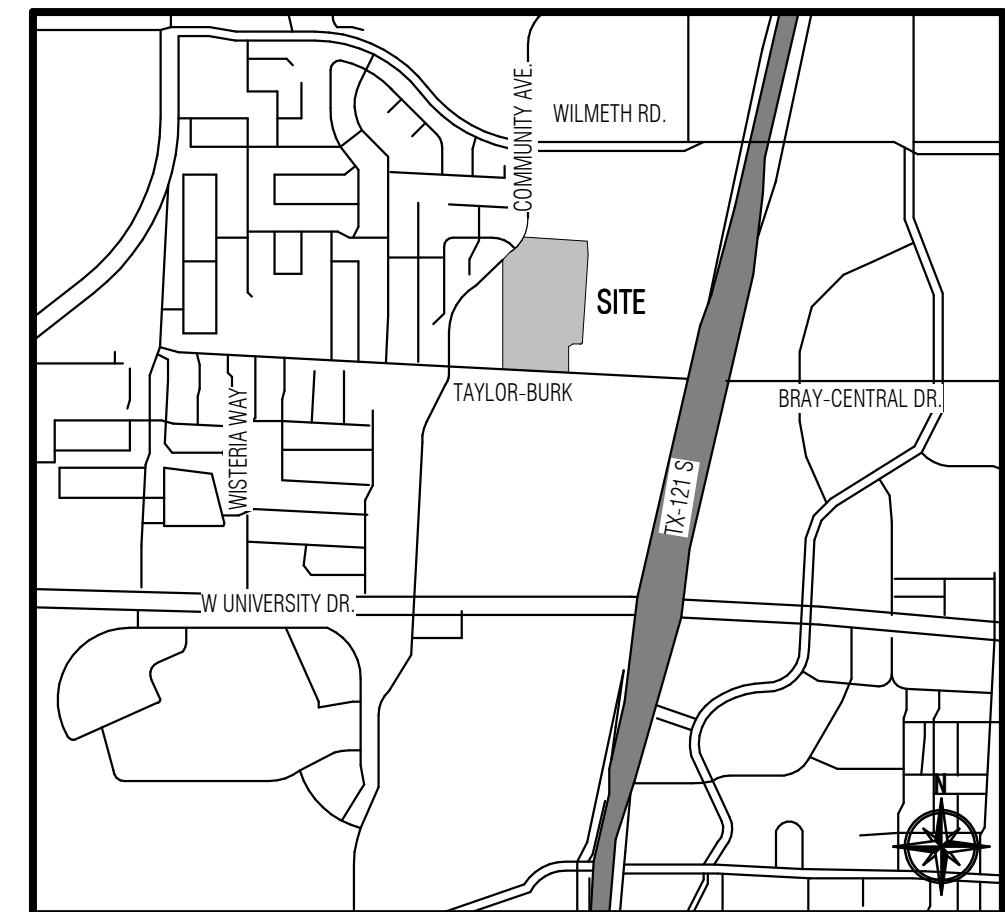 COMMUNITY AVE.
WILMETH RD.
SITE
TAYLOR-BURK
BRAY-CENTRAL DR.
WISTERIA WAY
TX-121 S
W UNIVERSITY DR.
N